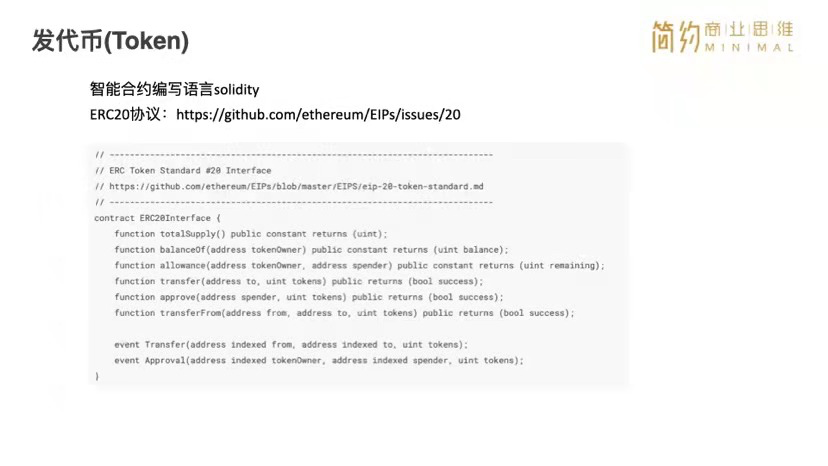 发代币(Token)
简约商业思维
MINIMAL
智能合约编写语言solidity
ERC20协议：https://github.com/ethereum/EIPs/issues/20
// ----------------------------------------------------------------------------
// ERC Token Standard #20 Interface
// https://github.com/ethereum/EIPs/blob/master/EIPS/eip-20-token-standard.md
// ----------------------------------------------------------------------------
contract ERC20Interface {
    function totalSupply() public constant returns (uint);
    function balanceOf(address tokenOwner) public constant returns (uint balance);
    function allowance(address tokenOwner, address spender) public constant returns (uint remaining);
    function transfer(address to, uint tokens) public returns (bool success);
    function approve(address spender, uint tokens) public returns (bool success);
    function transferFrom(address from, address to, uint tokens) public returns (bool success);
    event Transfer(address indexed from, address indexed to, uint tokens);
    event Approval(address indexed tokenOwner, address indexed spender, uint tokens);
}